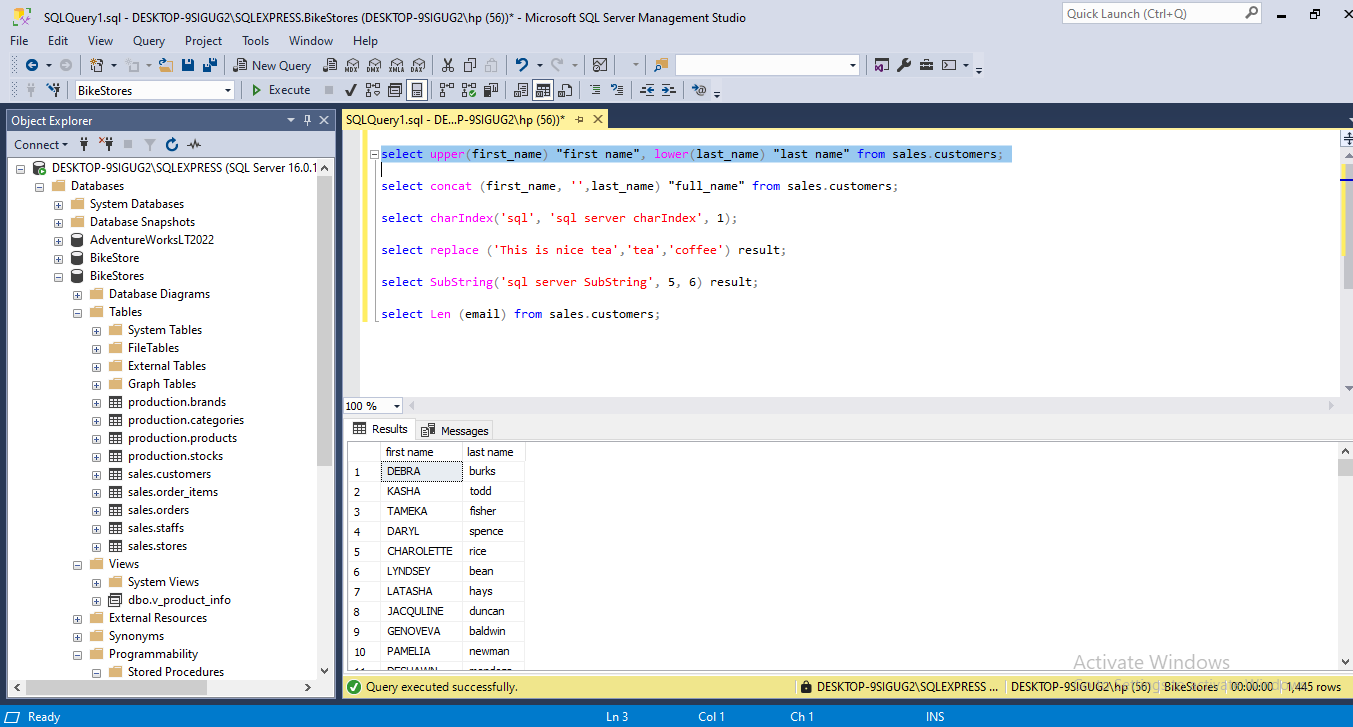 SQLQuery1.sql - DESKTOP-9SIGUG2\SQLEXPRESS.BikeStores (DESKTOP-9SIGUG2\hp (56))* - Microsoft SQL Server Management Studio
Quick Launch (Ctrl+Q)
File Edit View Query Project Tools Window Help
New Query MDX DMX XMLA DAX
BikeStores Execute
Object Explorer
SQLQuery1.sql - DE...P-9SIGUG2\hp (56))*
Connect
DESKTOP-9SIGUG2\SQLEXPRESS (SQL Server 16.0.1
Databases
System Databases
Database Snapshots
AdventureWorksLT2022
BikeStore
BikeStores
Database Diagrams
Tables
System Tables
FileTables
External Tables
Graph Tables
production.brands
production.categories
production.products
production.stocks
sales.customers
sales.order_items
sales.orders
sales.staffs
sales.stores
Views
System Views
dbo.v_product_info
External Resources
Synonyms
Programmability
Stored Procedures
select upper(first_name) "first name", lower(last_name) "last name" from sales.customers;
select concat (first_name, '',last_name) "full_name" from sales.customers;
select charIndex('sql', 'sql server charIndex', 1);
select replace ('This is nice tea','tea','coffee') result;
select SubString('sql server SubString', 5, 6) result;
select Len (email) from sales.customers;
100 %
Results Messages
first name last name
1 DEBRA burks
2 KASHA todd
3 TAMEKA fisher
4 DARYL spence
5 CHAROLETTE rice
6 LYNDSEY bean
7 LATASHA hays
8 JACQULINE duncan
9 GENOVEVA baldwin
10 PAMELIA newman
Activate Windows
Query executed successfully. DESKTOP-9SIGUG2\SQLEXPRESS ... DESKTOP-9SIGUG2\hp (56) BikeStores 00:00:00 1,445 rows
Ready Ln 3 Col 1 Ch 1 INS